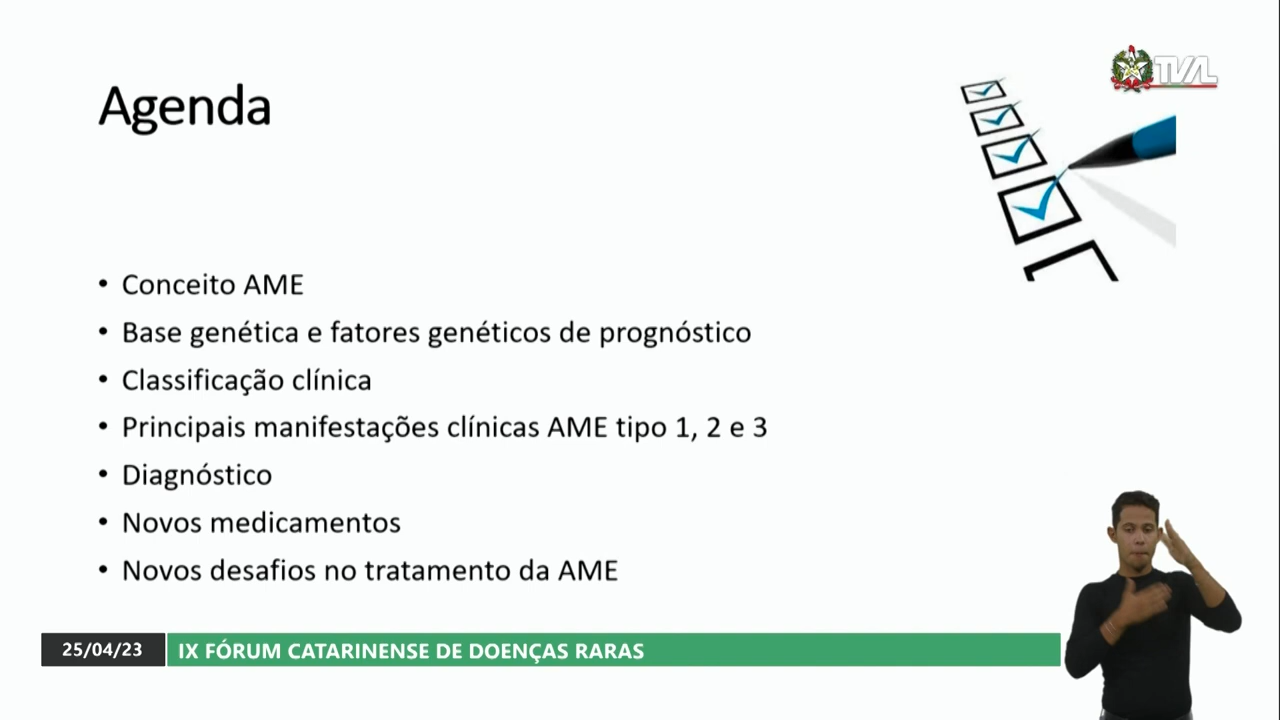 TVAL
Agenda
• Conceito AME
• Base genética e fatores genéticos de prognóstico
• Classificação clínica
• Principais manifestações clínicas AME tipo 1, 2 e 3
• Diagnóstico
• Novos medicamentos
• Novos desafios no tratamento da AME
25/04/23 IX FÓRUM CATARINENSE DE DOENÇAS RARAS